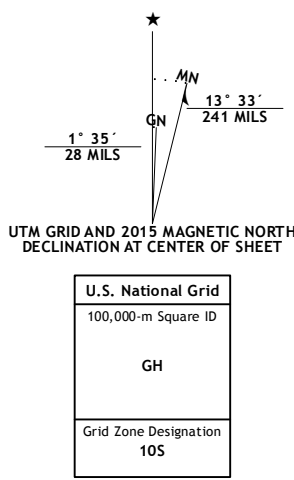 MN
GN
13° 33´
241 MILS
1° 35´
28 MILS
UTM GRID AND 2015 MAGNETIC NORTH
DECLINATION AT CENTER OF SHEET
U.S. National Grid
100,000-m Square ID
GH
Grid Zone Designation
10S